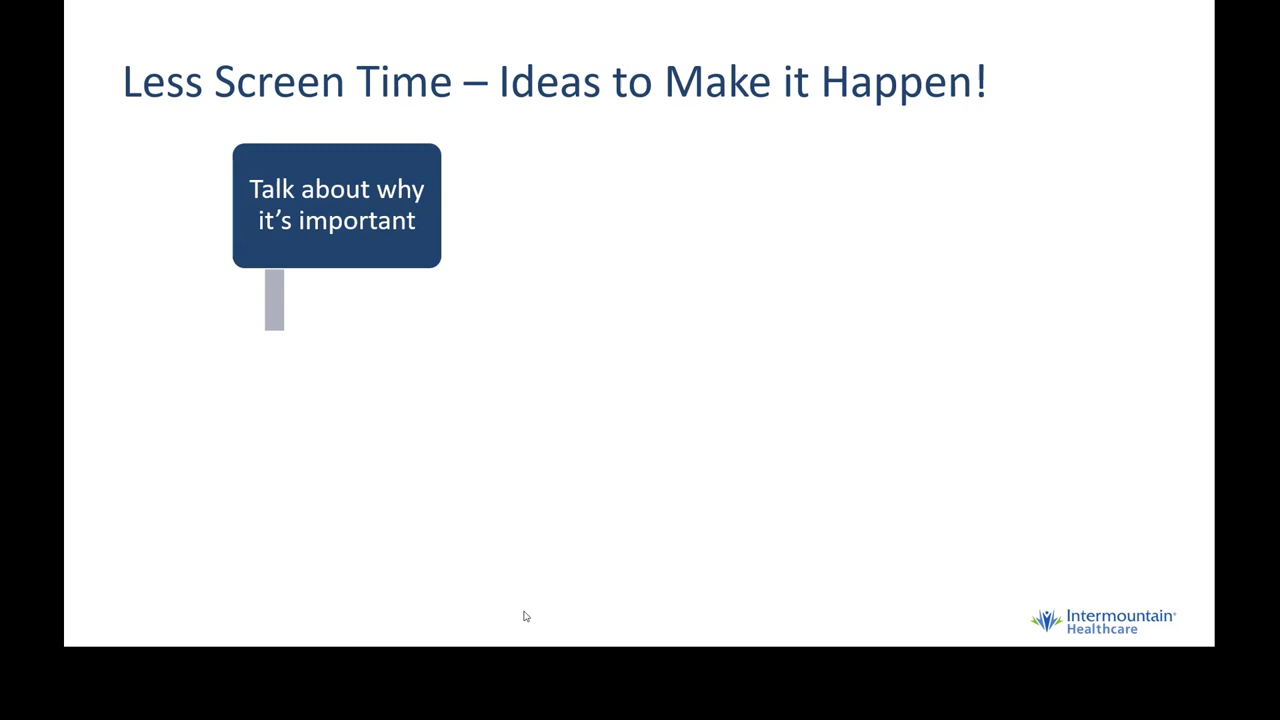 Less Screen Time – Ideas to Make it Happen!
Talk about why
it’s important
Intermountain®
Healthcare